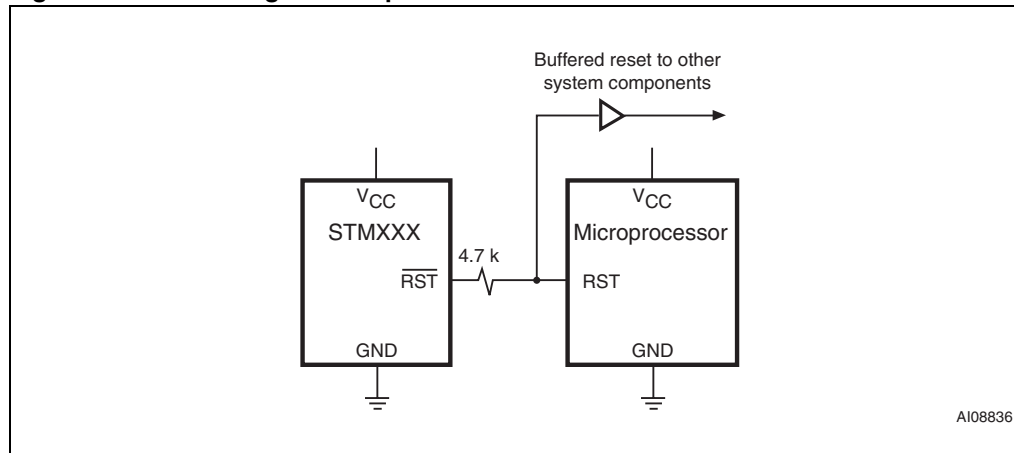 Buffered reset to other
system components
VCC
STMXXX
4.7 k
RST
GND
VCC
Microprocessor
RST
GND
AI08836